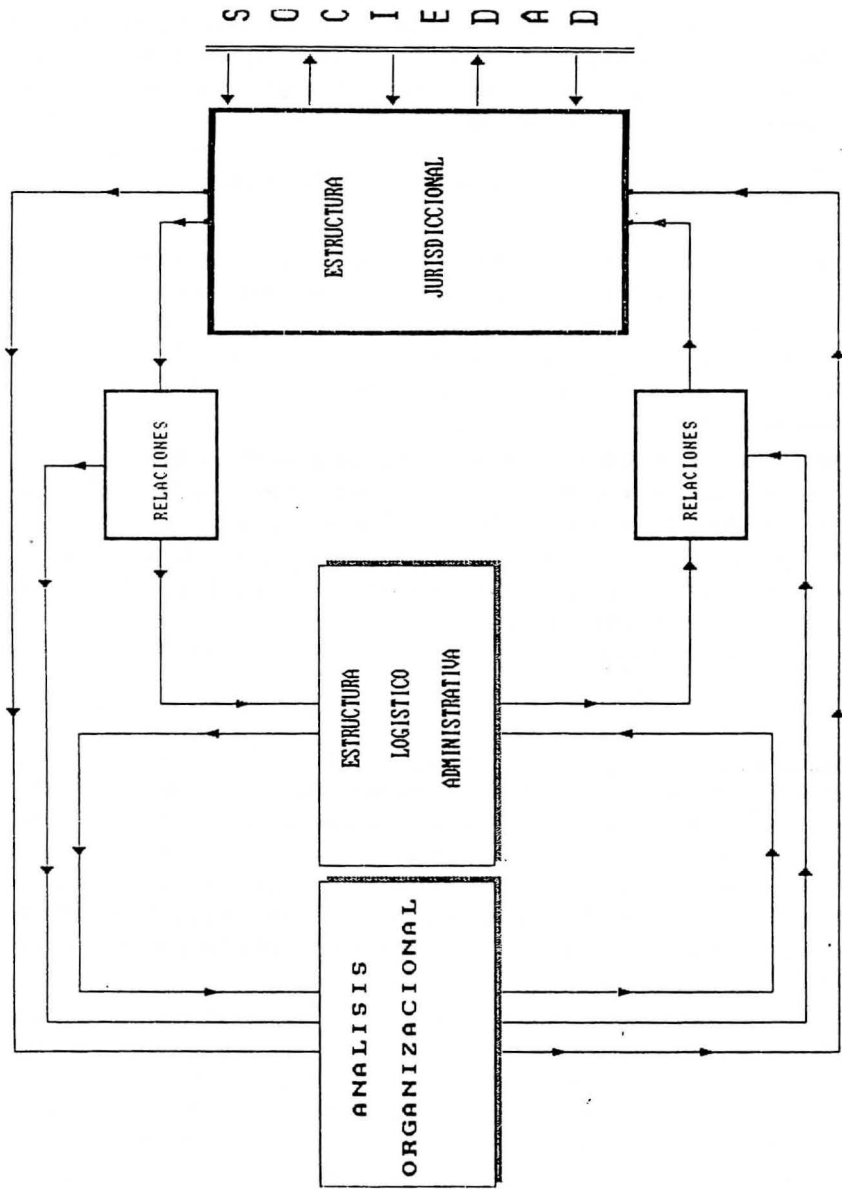 SOCIEDAD
ESTRUCTURA
JURISDICCIONAL
RELACIONES
RELACIONES
ESTRUCTURA
LOGISTICO
ADMINISTRATIVA
ANALISIS
ORGANIZACIONAL